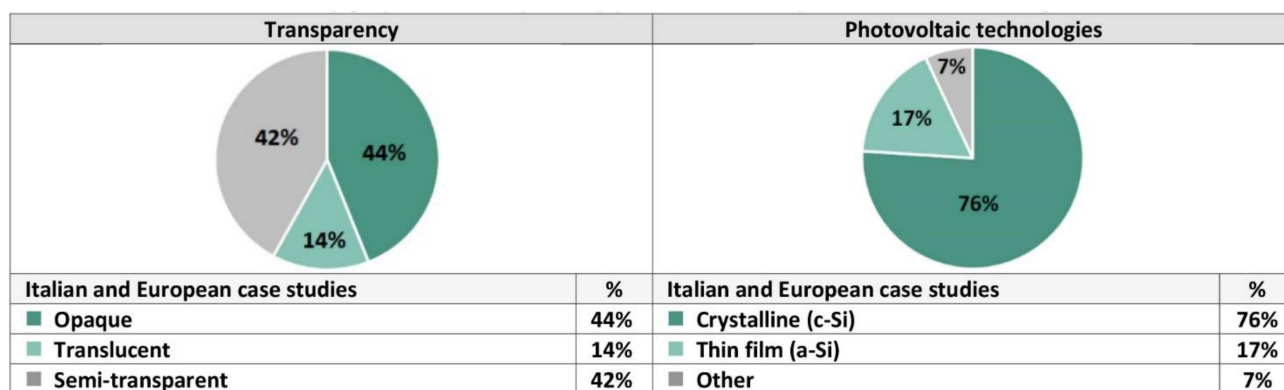 Transparency
42%
44%
14%
Italian and European case studies %
Opaque 44%
Translucent 14%
Semi-transparent 42%
Photovoltaic technologies
7%
17%
76%
Italian and European case studies %
Crystalline (c-Si) 76%
Thin film (a-Si) 17%
Other 7%